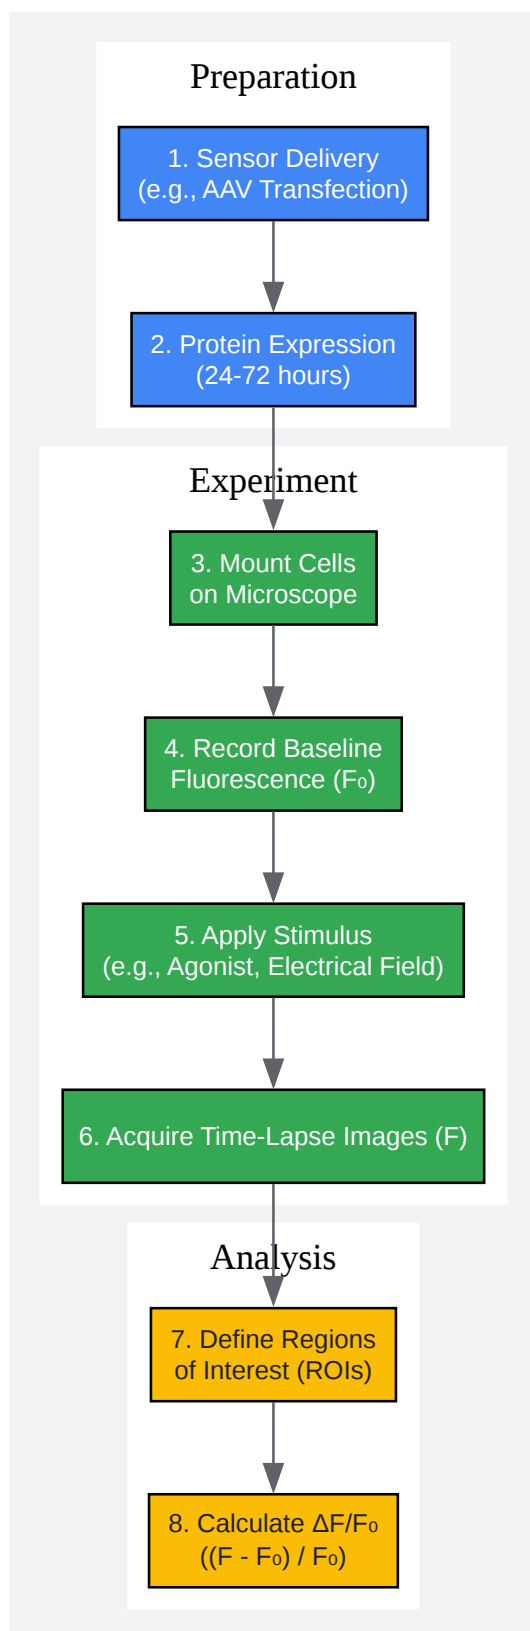 Preparation
1. Sensor Delivery
(e.g., AAV Transfection)
2. Protein Expression
(24-72 hours)
Experiment
3. Mount Cells
on Microscope
4. Record Baseline
Fluorescence (F₀)
5. Apply Stimulus
(e.g., Agonist, Electrical Field)
6. Acquire Time-Lapse Images (F)
Analysis
7. Define Regions
of Interest (ROIs)
8. Calculate ΔF/F₀
((F - F₀) / F₀)